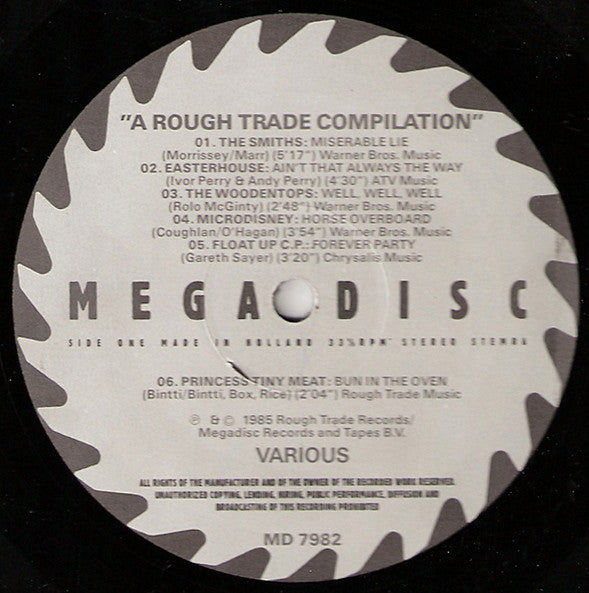 "A ROUGH TRADE COMPILATION"
01. THE SMITHS: MISERABLE LIE
(Morrissey/Marr) (5'17") Warner Bros. Music
02. EASTERHOUSE: AIN'T THAT ALWAYS THE WAY
(Ivor Perry & Andy Perry) (4'30") ATV Music
03. THE WOODENTOPS: WELL, WELL, WELL
(Rolo McGinty) (2'48") Warner Bros. Music
04. MICRODISNEY: HORSE OVERBOARD
(Coughlan/O'Hagan) (3'54") Warner Bros. Music
05. FLOAT UP C.P.: FOREVER PARTY
(Gareth Sayer) (3'20") Chrysalis Music
MEGADISC
SIDE ONE MADE IN HOLLAND 33⅓RPM STEREO STEMRA
06. PRINCESS TINY MEAT: BUN IN THE OVEN
(Bintti/Bintti, Box, Rice) (2'04") Rough Trade Music
℗ & © 1985 Rough Trade Records/
Megadisc Records and Tapes B.V.
VARIOUS
ALL RIGHTS OF THE MANUFACTURER AND OF THE OWNER OF THE RECORDED WORK RESERVED.
UNAUTHORIZED COPYING, LENDING, HIRING, PUBLIC PERFORMANCE, DIFFUSION AND
BROADCASTING OF THIS RECORDING PROHIBITED
MD 7982